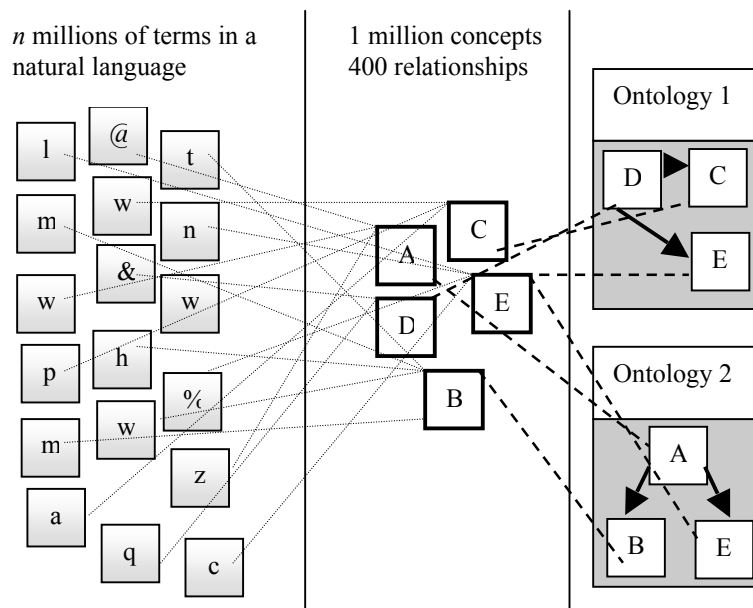 n millions of terms in a
natural language
1 million concepts
400 relationships
Ontology 1
l
@
t
m
w
n
w
&
w
p
h
%
m
w
z
a
q
c
A
C
D
E
B
D
C
E
Ontology 2
A
B
E